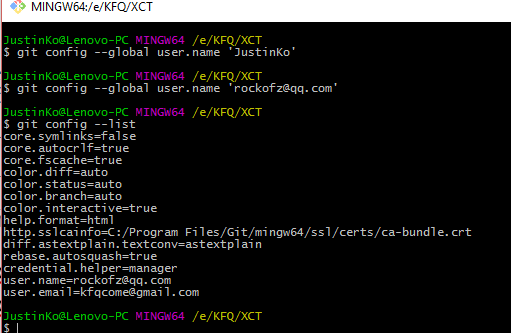 MINGW64:/e/KFQ/XCT
JustinKo@Lenovo-PC MINGW64 /e/KFQ/XCT
$ git config --global user.name 'JustinKo'
JustinKo@Lenovo-PC MINGW64 /e/KFQ/XCT
$ git config --global user.name 'rockofz@qq.com'
JustinKo@Lenovo-PC MINGW64 /e/KFQ/XCT
$ git config --list
core.symlinks=false
core.autocrlf=true
core.fscache=true
color.diff=auto
color.status=auto
color.branch=auto
color.interactive=true
help.format=html
http.sslcainfo=C:/Program Files/Git/mingw64/ssl/certs/ca-bundle.crt
diff.astextplain.textconv=astextplain
rebase.autosquash=true
credential.helper=manager
user.name=rockofz@qq.com
user.email=kfqcome@gmail.com
JustinKo@Lenovo-PC MINGW64 /e/KFQ/XCT
$